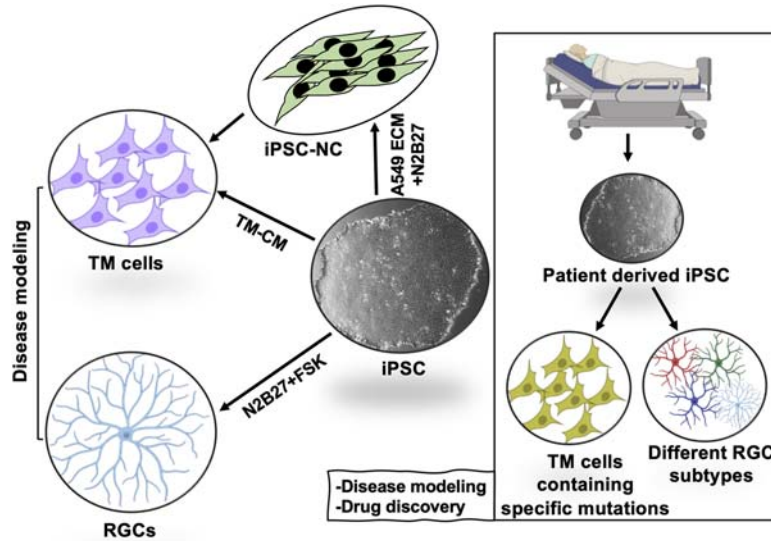 iPSC-NC
A549 ECM
+N2B27
TM-CM
TM cells
Disease modeling
iPSC
N2B27+FSK
RGCs
Patient derived iPSC
TM cells
containing
specific mutations
Different RGC
subtypes
-Disease modeling
-Drug discovery